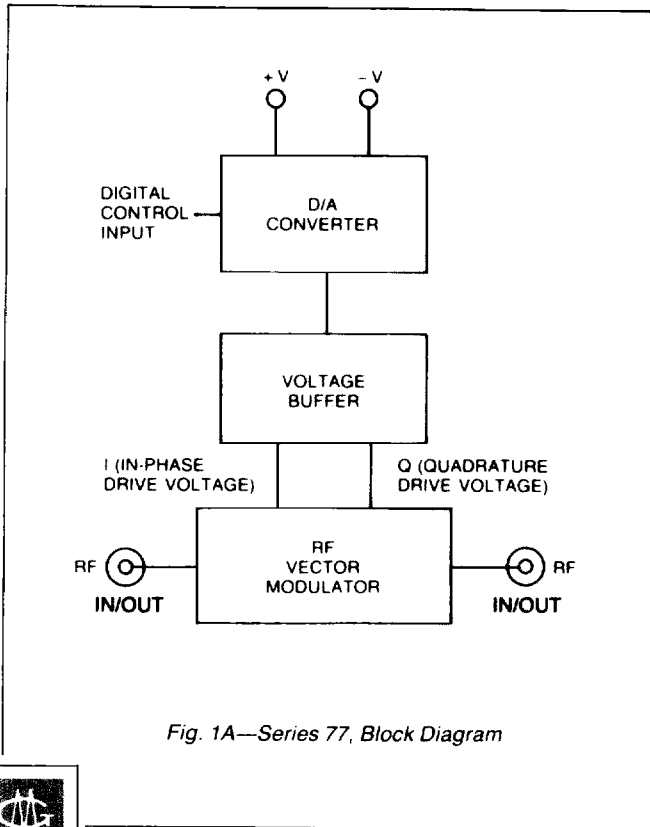 + V
– V
DIGITAL
CONTROL
INPUT
D/A
CONVERTER
VOLTAGE
BUFFER
I (IN-PHASE
DRIVE VOLTAGE)
Q (QUADRATURE
DRIVE VOLTAGE)
RF
RF
VECTOR
MODULATOR
RF
IN/OUT
IN/OUT
Fig. 1A—Series 77, Block Diagram